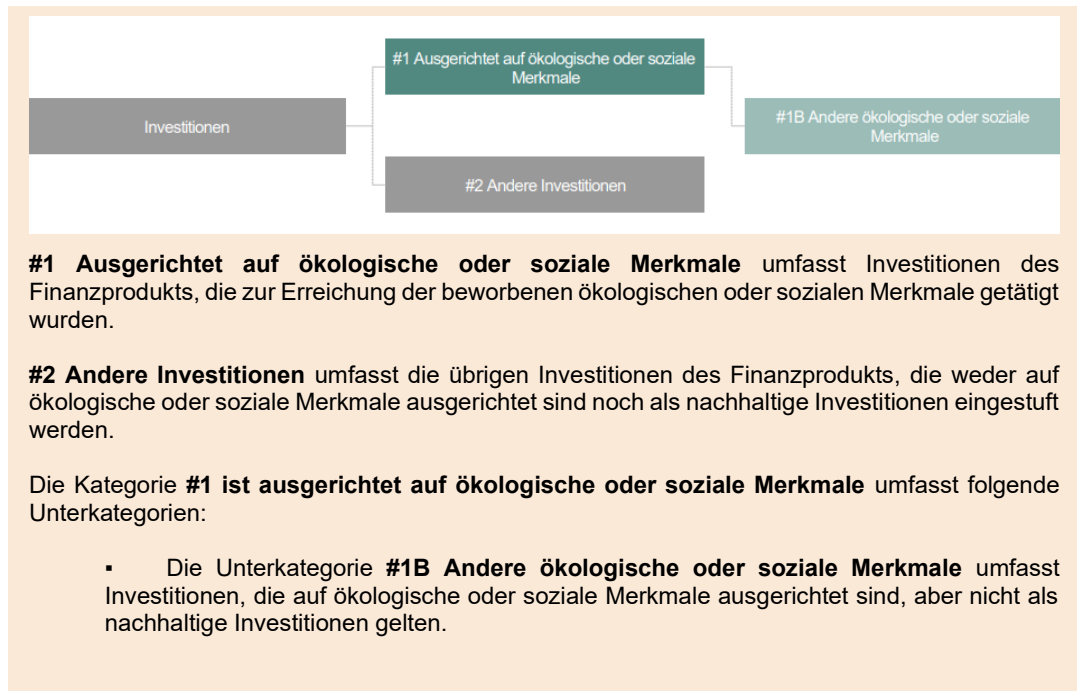 #1 Ausgerichtet auf ökologische oder soziale
Merkmale
Investitionen
#1B Andere ökologische oder soziale
Merkmale
#2 Andere Investitionen
#1 Ausgerichtet auf ökologische oder soziale Merkmale umfasst Investitionen des
Finanzprodukts, die zur Erreichung der beworbenen ökologischen oder sozialen Merkmale getätigt
wurden.
#2 Andere Investitionen umfasst die übrigen Investitionen des Finanzprodukts, die weder auf
ökologische oder soziale Merkmale ausgerichtet sind noch als nachhaltige Investitionen eingestuft
werden.
Die Kategorie #1 ist ausgerichtet auf ökologische oder soziale Merkmale umfasst folgende
Unterkategorien:
▪ Die Unterkategorie #1B Andere ökologische oder soziale Merkmale umfasst
Investitionen, die auf ökologische oder soziale Merkmale ausgerichtet sind, aber nicht als
nachhaltige Investitionen gelten.